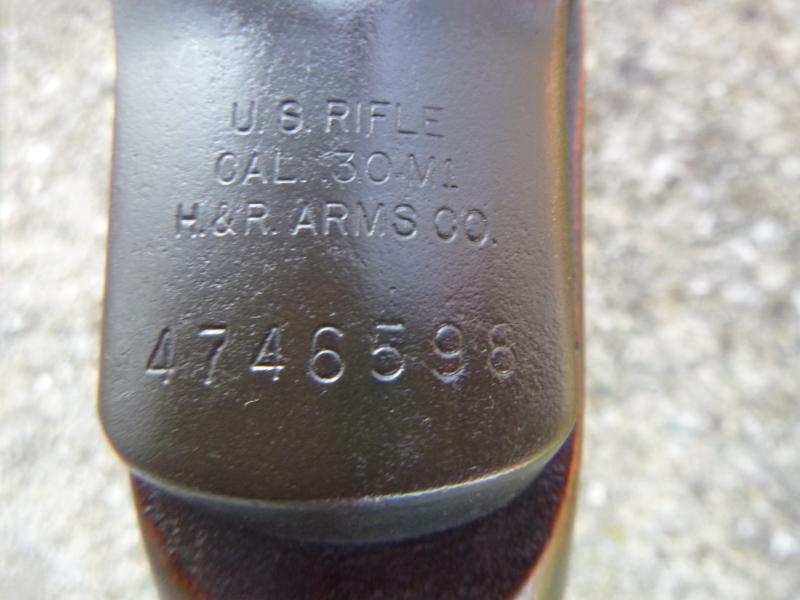 U. S. RIFLE
CAL. .30-M1
H.&R. ARMS CO.
4746598